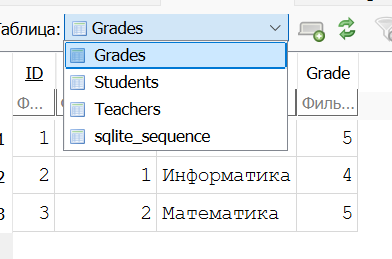 Таблица: Grades
Grades
Students
Teachers
sqlite_sequence
ID Grade
Ф... Филь...
1 1 5
2 2 1 Информатика 4
3 3 2 Математика 5